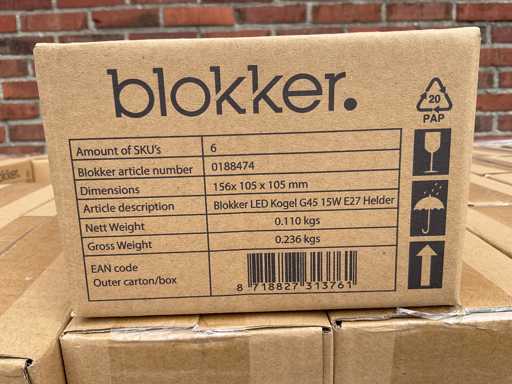 blokker.
20
PAP
Amount of SKU's 6
Blokker article number 0188474
Dimensions 156x 105 x 105 mm
Article description Blokker LED Kogel G45 15W E27 Helder
Nett Weight 0.110 kgs
Gross Weight 0.236 kgs
EAN code
Outer carton/box
8 718827 313761